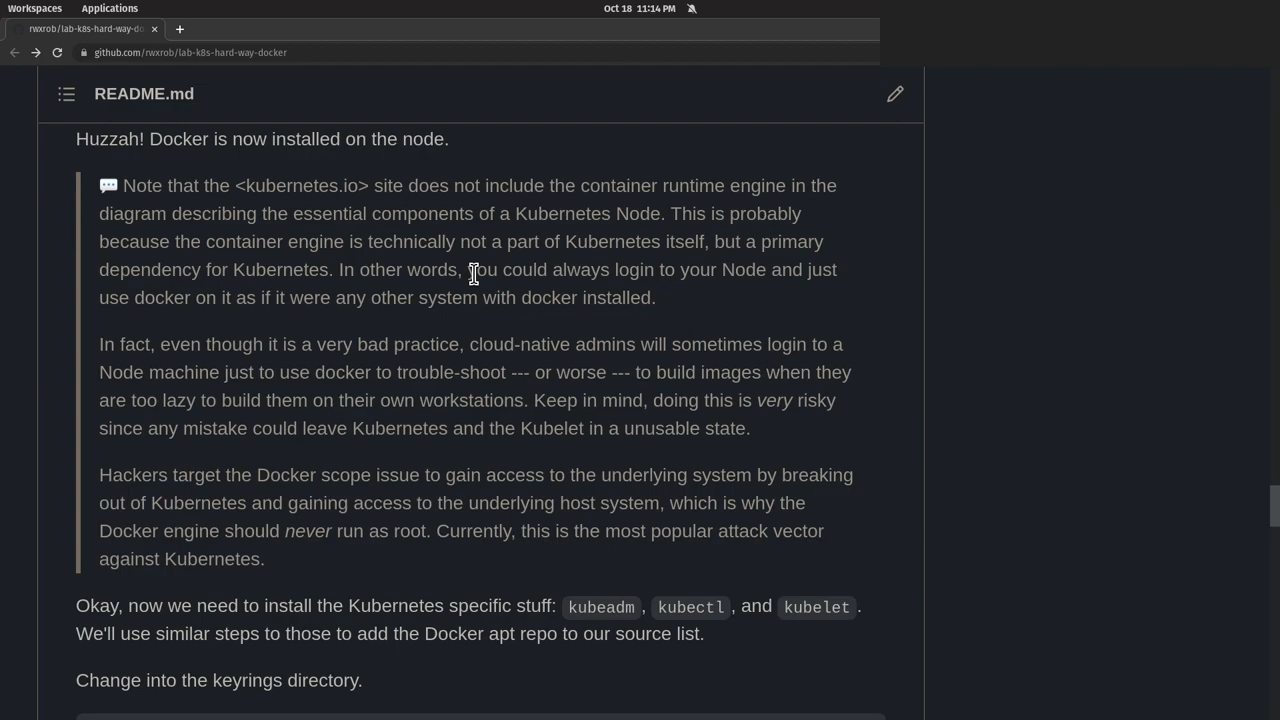 Workspaces Applications Oct 18 11:14 PM
rwxrob/lab-k8s-hard-way-do
github.com/rwxrob/lab-k8s-hard-way-docker
README.md
Huzzah! Docker is now installed on the node.
💬 Note that the <kubernetes.io> site does not include the container runtime engine in the
diagram describing the essential components of a Kubernetes Node. This is probably
because the container engine is technically not a part of Kubernetes itself, but a primary
dependency for Kubernetes. In other words, you could always login to your Node and just
use docker on it as if it were any other system with docker installed.
In fact, even though it is a very bad practice, cloud-native admins will sometimes login to a
Node machine just to use docker to trouble-shoot --- or worse --- to build images when they
are too lazy to build them on their own workstations. Keep in mind, doing this is very risky
since any mistake could leave Kubernetes and the Kubelet in a unusable state.
Hackers target the Docker scope issue to gain access to the underlying system by breaking
out of Kubernetes and gaining access to the underlying host system, which is why the
Docker engine should never run as root. Currently, this is the most popular attack vector
against Kubernetes.
Okay, now we need to install the Kubernetes specific stuff: kubeadm, kubectl, and kubelet.
We'll use similar steps to those to add the Docker apt repo to our source list.
Change into the keyrings directory.